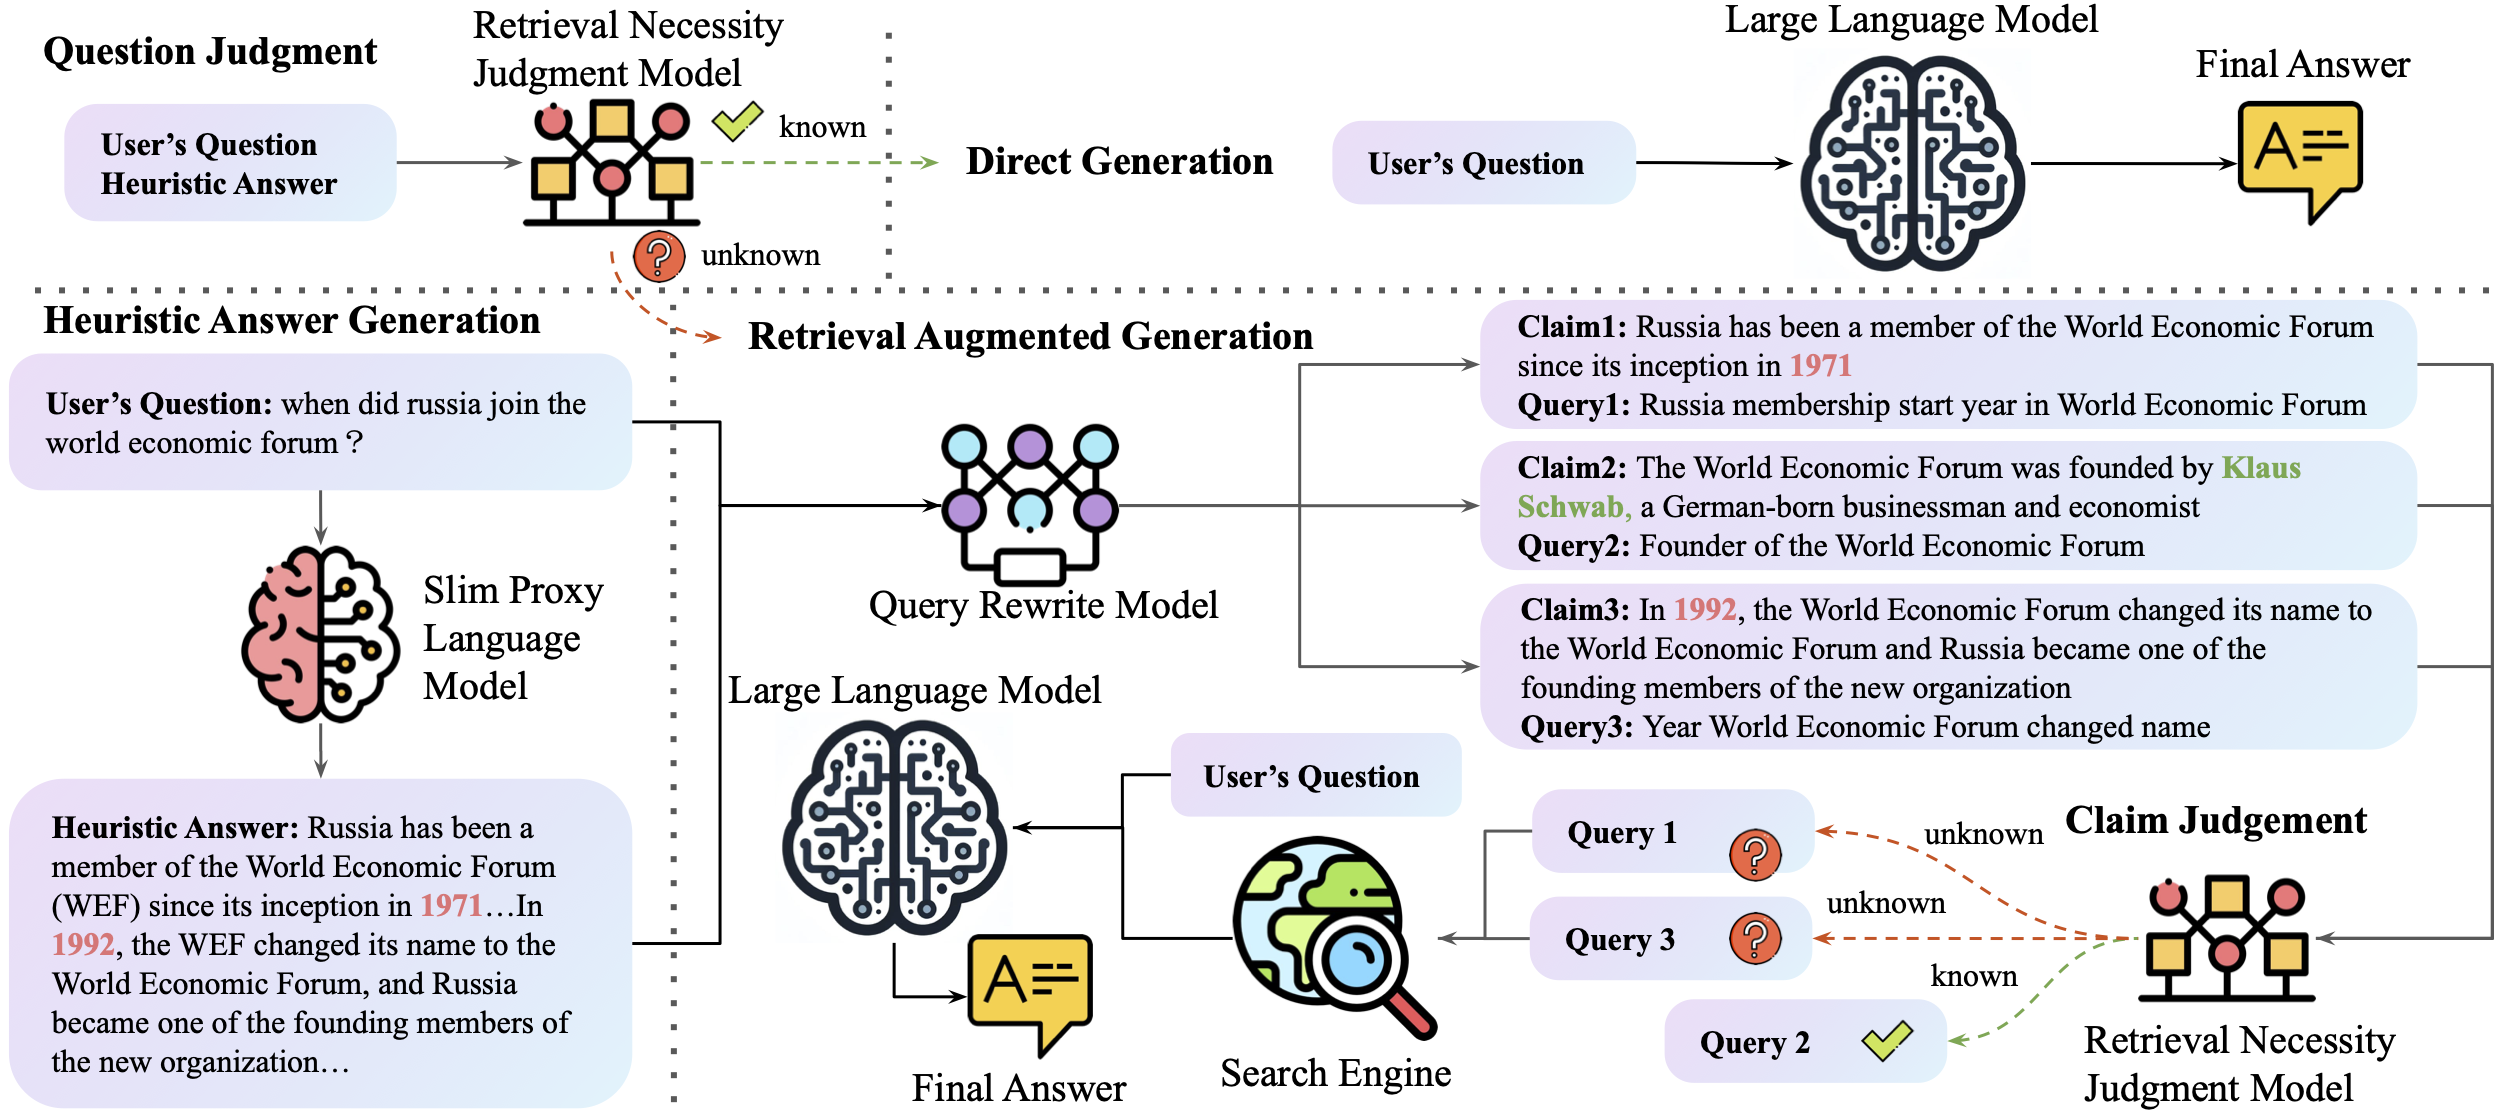 Question Judgment
Retrieval Necessity
Judgment Model
User’s Question
Heuristic Answer
known
unknown
Direct Generation
User’s Question
Large Language Model
Final Answer
Heuristic Answer Generation
User’s Question: when did russia join the
world economic forum？
Slim Proxy
Language
Model
Heuristic Answer: Russia has been a
member of the World Economic Forum
(WEF) since its inception in 1971…In
1992, the WEF changed its name to the
World Economic Forum, and Russia
became one of the founding members of
the new organization…
Retrieval Augmented Generation
Query Rewrite Model
Claim1: Russia has been a member of the World Economic Forum
since its inception in 1971
Query1: Russia membership start year in World Economic Forum
Claim2: The World Economic Forum was founded by Klaus
Schwab, a German-born businessman and economist
Query2: Founder of the World Economic Forum
Claim3: In 1992, the World Economic Forum changed its name to
the World Economic Forum and Russia became one of the
founding members of the new organization
Query3: Year World Economic Forum changed name
Claim Judgement
Retrieval Necessity
Judgment Model
unknown
unknown
known
Query 1
Query 3
Query 2
Search Engine
User’s Question
Large Language Model
Final Answer